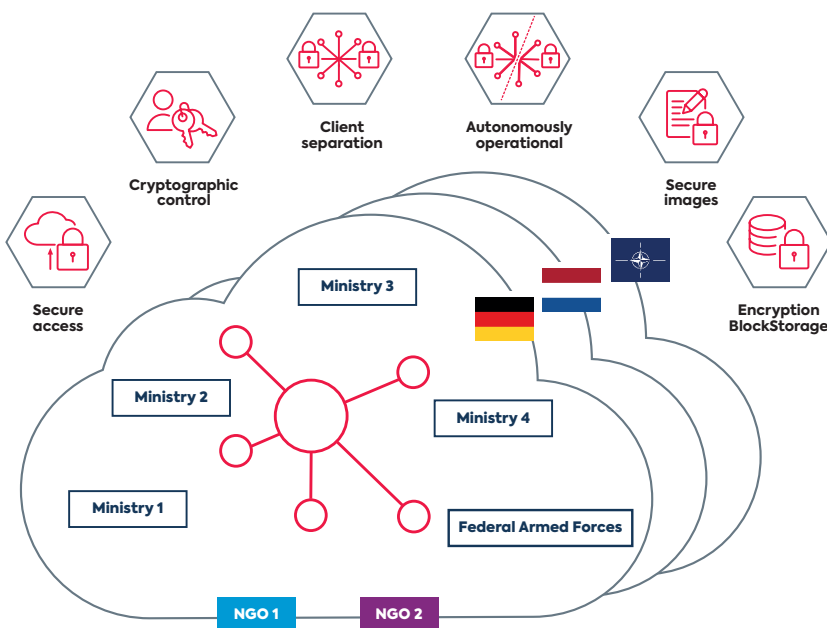 Client
separation
Autonomously
operational
Cryptographic
control
Secure
images
Secure
access
Encryption
BlockStorage
Ministry 3
Ministry 2
Ministry 4
Ministry 1
Federal Armed Forces
NGO 1
NGO 2